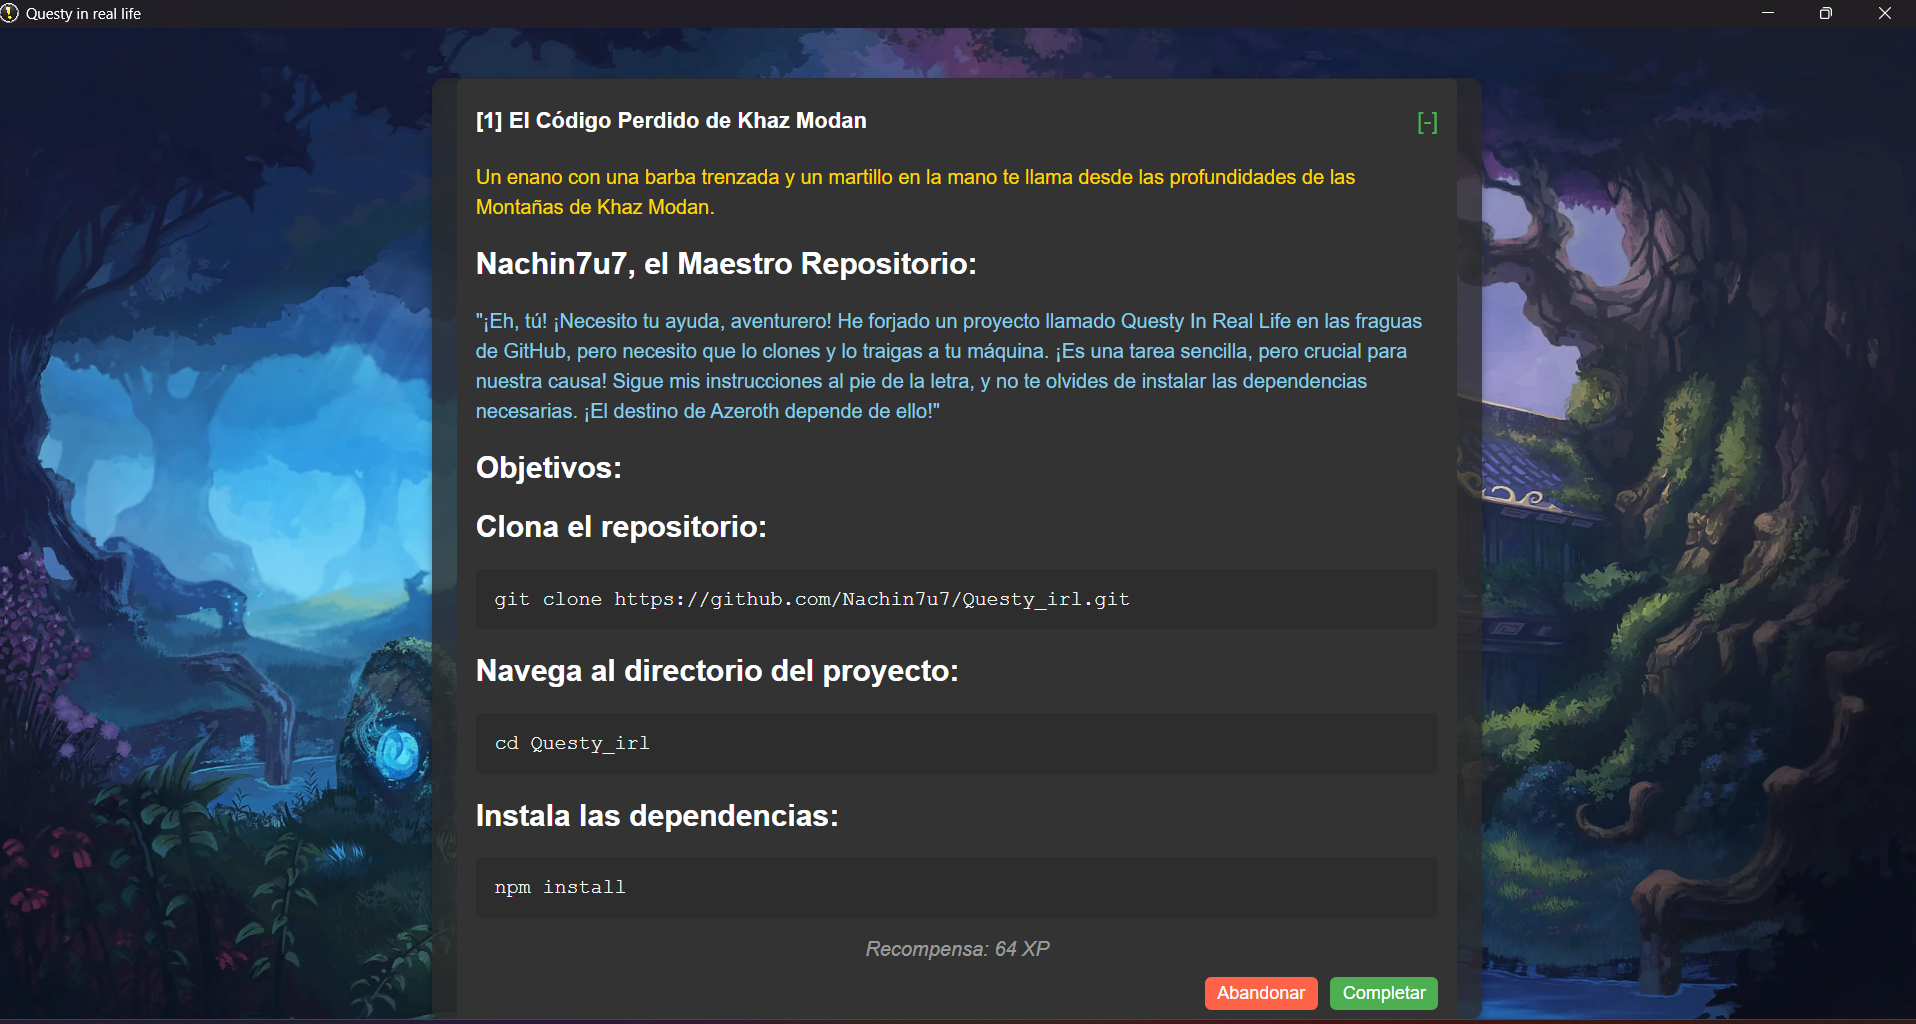 Questy in real life
[1] El Código Perdido de Khaz Modan
[-]
Un enano con una barba trenzada y un martillo en la mano te llama desde las profundidades de las
Montañas de Khaz Modan.
Nachin7u7, el Maestro Repositorio:
"¡Eh, tú! ¡Necesito tu ayuda, aventurero! He forjado un proyecto llamado Questy In Real Life en las fraguas
de GitHub, pero necesito que lo clones y lo traigas a tu máquina. ¡Es una tarea sencilla, pero crucial para
nuestra causa! Sigue mis instrucciones al pie de la letra, y no te olvides de instalar las dependencias
necesarias. ¡El destino de Azeroth depende de ello!"
Objetivos:
Clona el repositorio:
git clone https://github.com/Nachin7u7/Questy_irl.git
Navega al directorio del proyecto:
cd Questy_irl
Instala las dependencias:
npm install
Recompensa: 64 XP
Abandonar
Completar